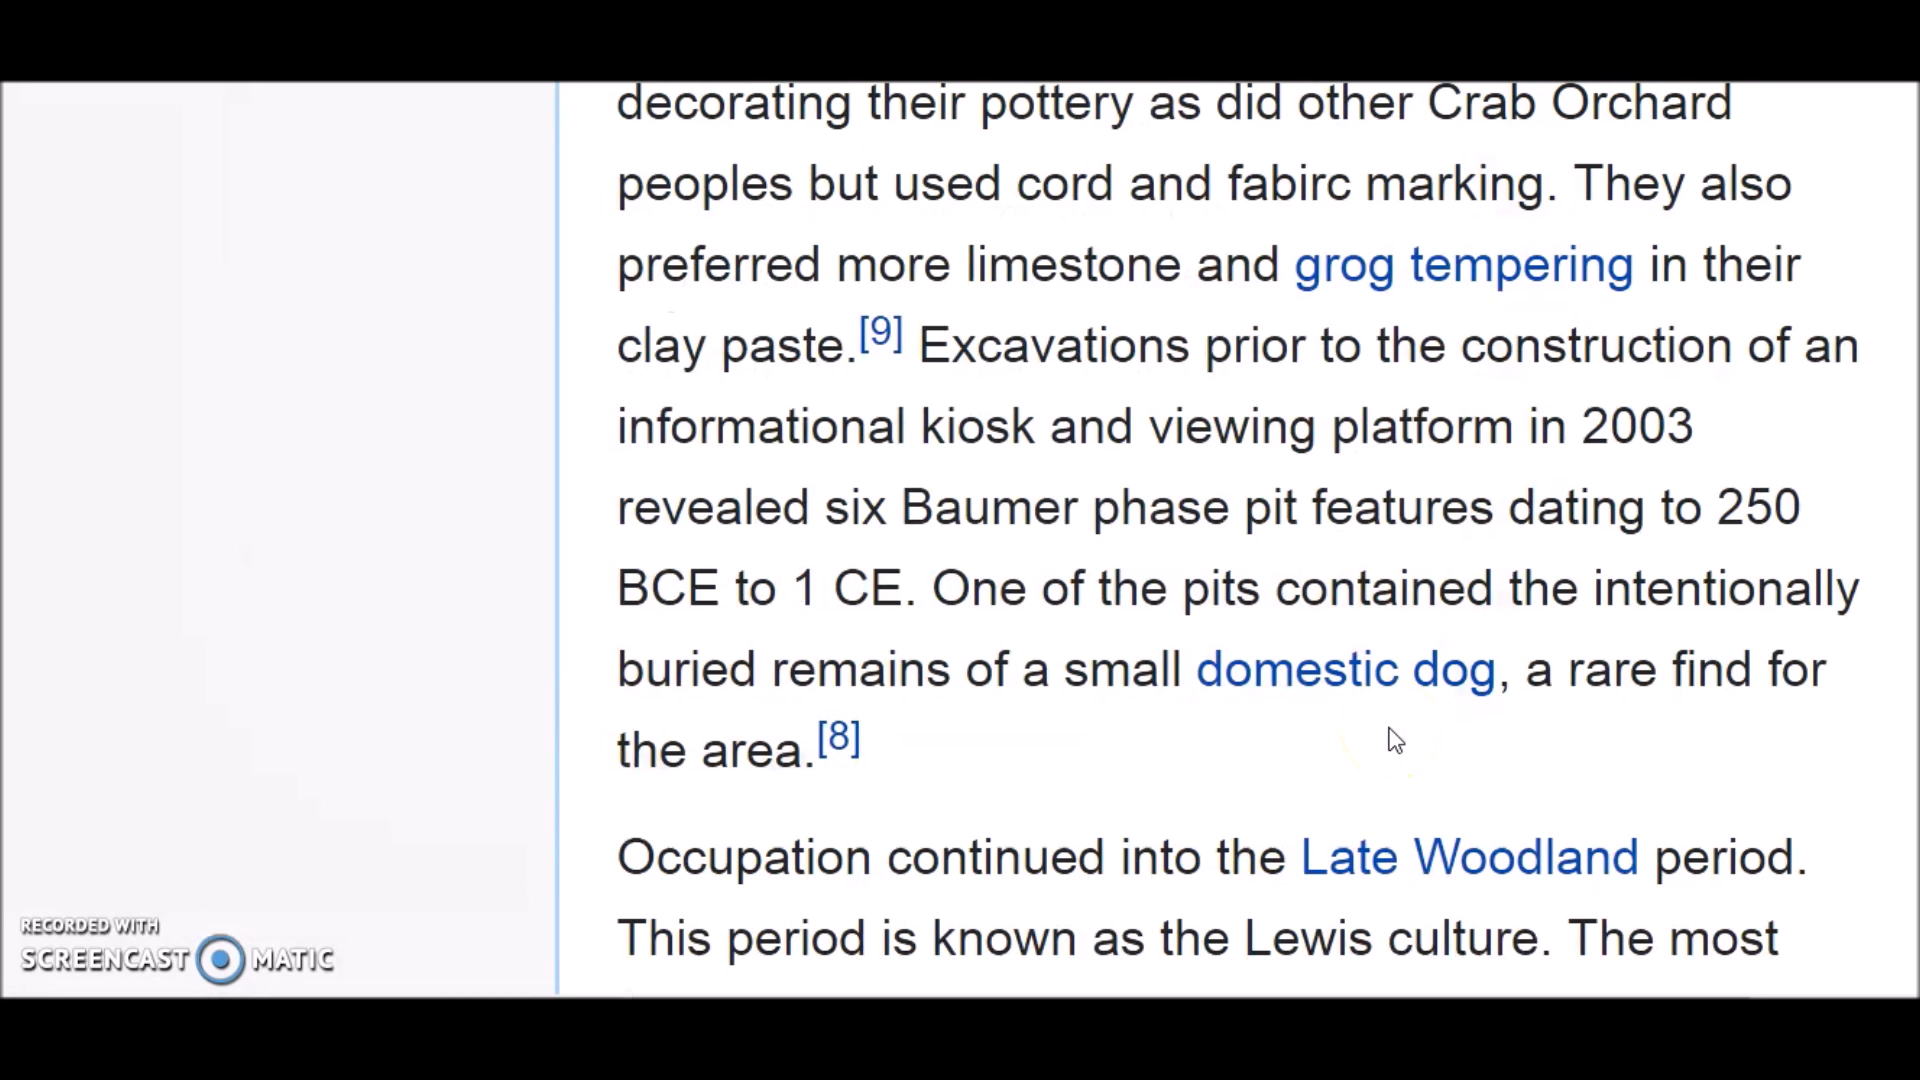 decorating their pottery as did other Crab Orchard
peoples but used cord and fabirc marking. They also
preferred more limestone and grog tempering in their
clay paste.[9] Excavations prior to the construction of an
informational kiosk and viewing platform in 2003
revealed six Baumer phase pit features dating to 250
BCE to 1 CE. One of the pits contained the intentionally
buried remains of a small domestic dog, a rare find for
the area.[8]
Occupation continued into the Late Woodland period.
This period is known as the Lewis culture. The most
RECORDED WITH
SCREENCAST MATIC